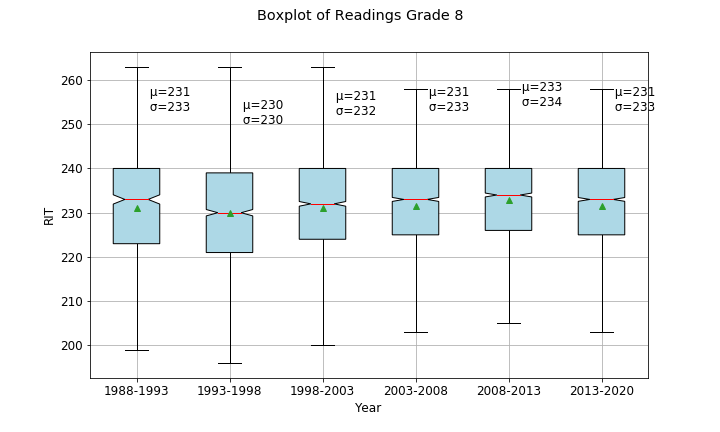 Boxplot of Readings Grade 8
RIT
260
250
240
230
220
210
200
μ=231
σ=233
μ=230
σ=230
μ=231
σ=232
μ=231
σ=233
μ=233
σ=234
μ=231
σ=233
1988-1993 1993-1998 1998-2003 2003-2008 2008-2013 2013-2020
Year